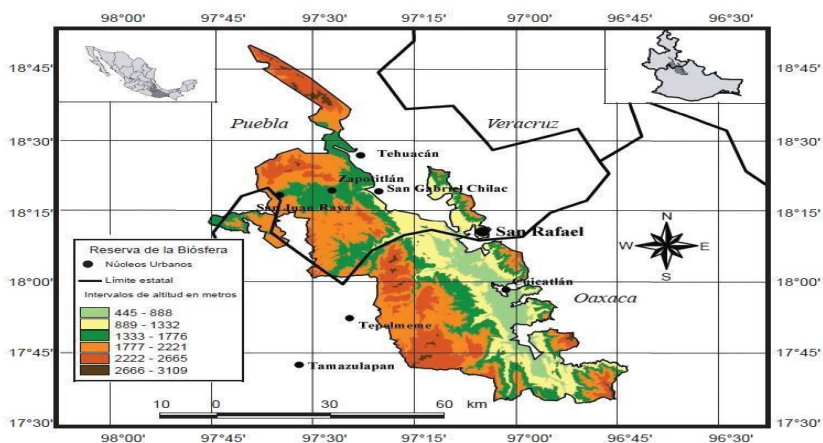 98°00' 97°45' 97°30' 97°15' 97°00' 96°45' 96°30'
18°45' 18°45'
Puebla Veracruz
18°30' 18°30'
Tehuacán
Zapotitlán
San Gabriel Chilac
San Juan Raya
18°15' 18°15'
San Rafael
N
W E
S
Reserva de la Biósfera
Núcleos Urbanos
Límite estatal
Intervalos de altitud en metros
445 - 888
889 - 1332
1333 - 1776
1777 - 2221
2222 - 2665
2666 - 3109
18°00' 18°00'
Cuicatlán
Oaxaca
Tepelmeme
17°45' 17°45'
Tamazulapan
10 0 30 60 km
17°30' 17°30'
98°00' 97°45' 97°30' 97°15' 97°00' 96°45' 96°30'